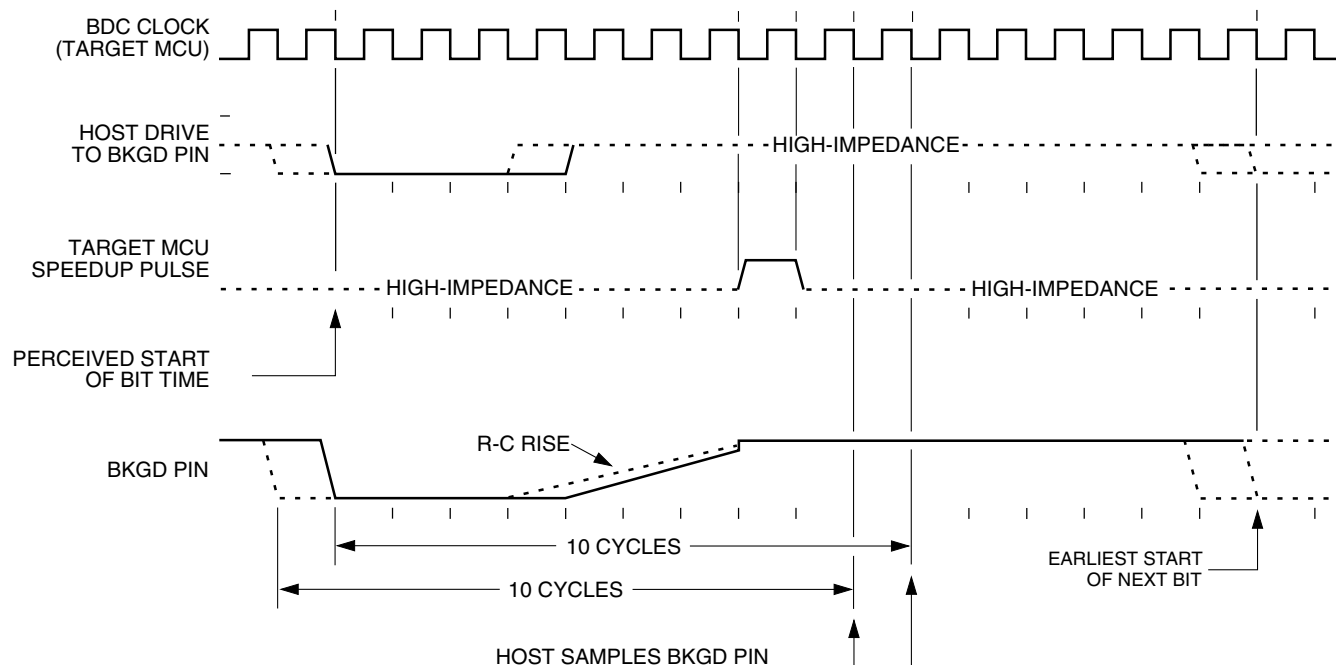 BDC CLOCK
(TARGET MCU)
HOST DRIVE
TO BKGD PIN
HIGH-IMPEDANCE
TARGET MCU
SPEEDUP PULSE
HIGH-IMPEDANCE
HIGH-IMPEDANCE
PERCEIVED START
OF BIT TIME
R-C RISE
BKGD PIN
10 CYCLES
EARLIEST START
OF NEXT BIT
10 CYCLES
HOST SAMPLES BKGD PIN